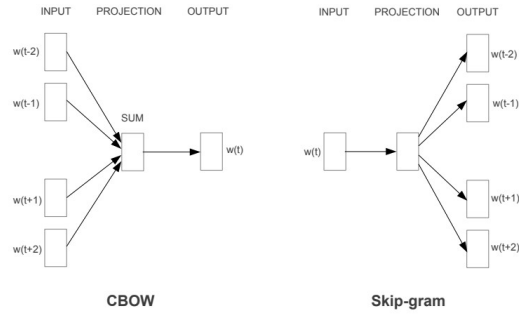 INPUT PROJECTION OUTPUT
w(t-2)
w(t-1)
SUM
w(t)
w(t+1)
w(t+2)
CBOW
INPUT PROJECTION OUTPUT
w(t-2)
w(t-1)
w(t)
w(t+1)
w(t+2)
Skip-gram